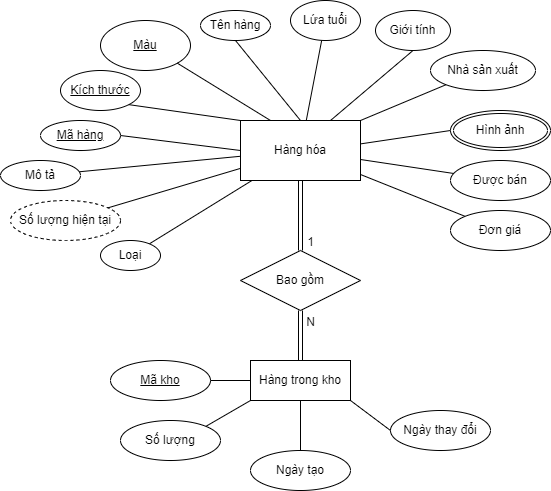 Màu
Tên hàng
Lứa tuổi
Giới tính
Kích thước
Nhà sản xuất
Mã hàng
Hàng hóa
Hình ảnh
Mô tả
Được bán
Số lượng hiện tại
Đơn giá
Loại
1
Bao gồm
N
Mã kho
Hàng trong kho
Số lượng
Ngày thay đổi
Ngày tạo